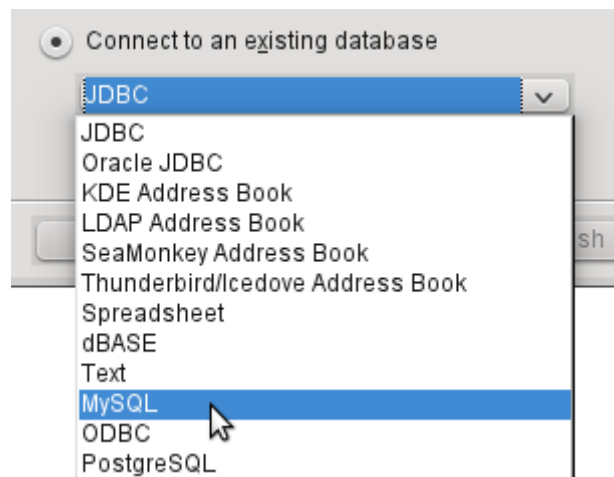 Connect to an existing database
JDBC
JDBC
Oracle JDBC
KDE Address Book
LDAP Address Book
SeaMonkey Address Book
sh
Thunderbird/Icedove Address Book
Spreadsheet
dBASE
Text
MySQL
ODBC
PostgreSQL